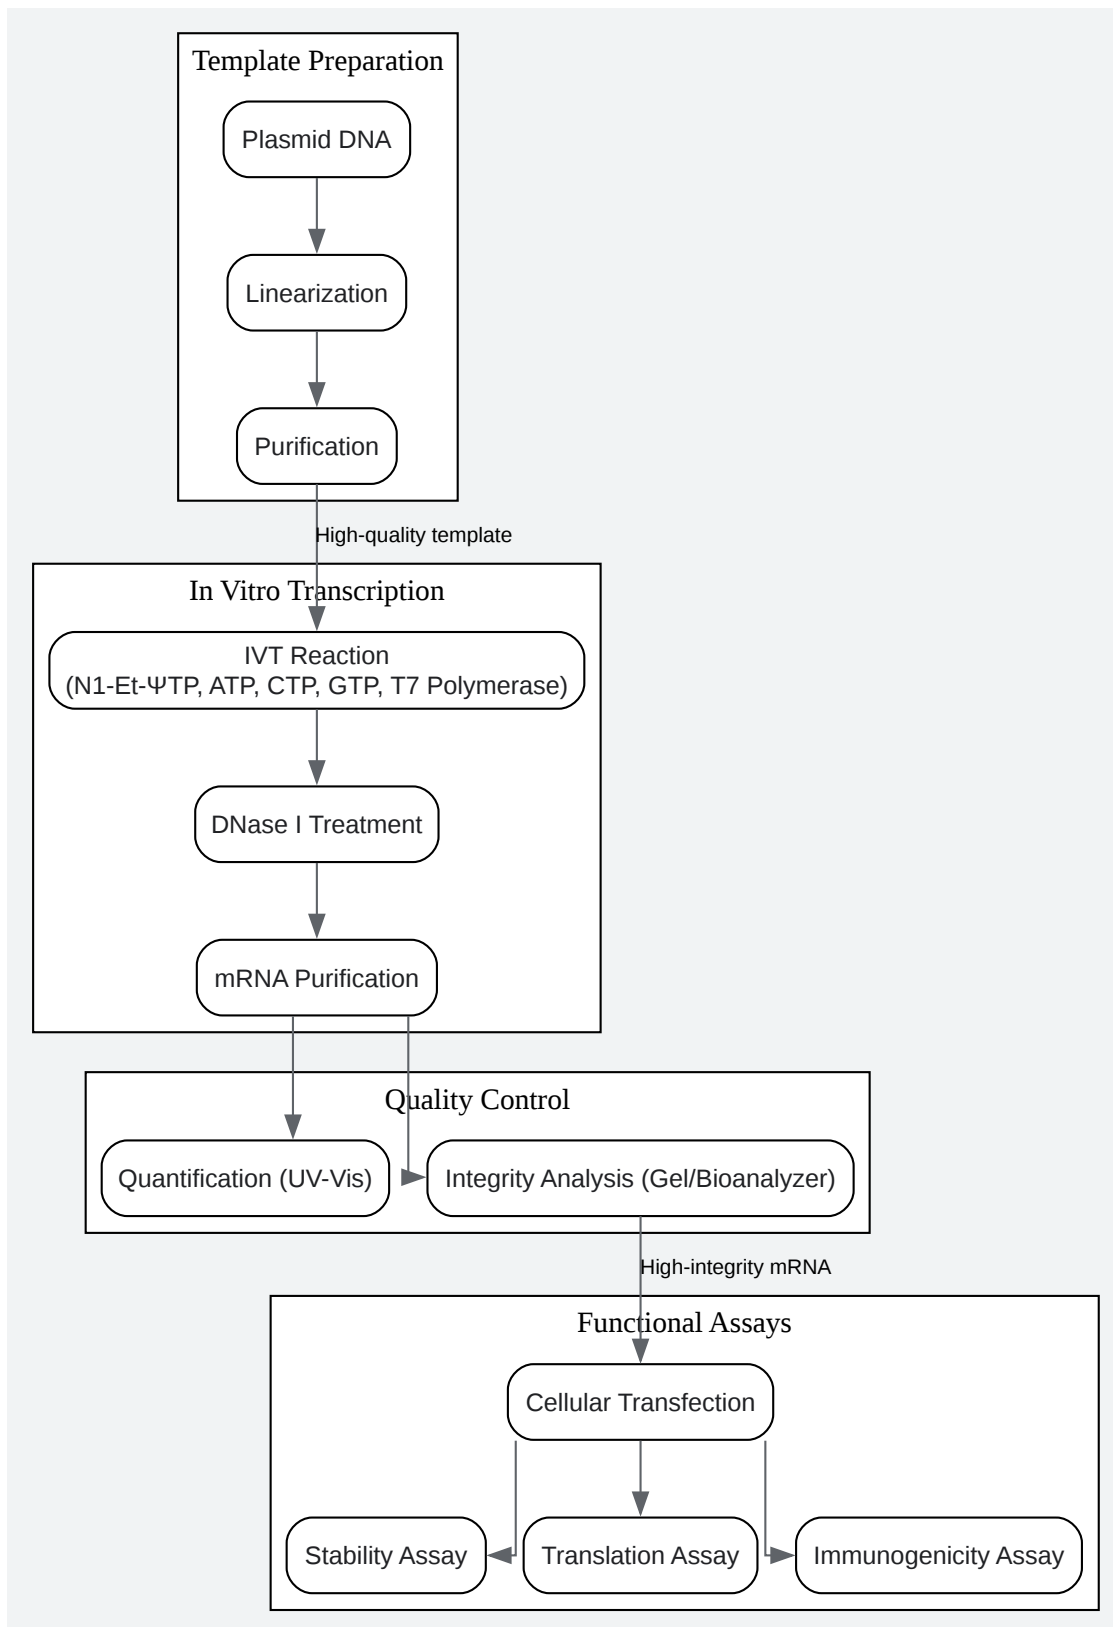 Template Preparation
Plasmid DNA
Linearization
Purification
High-quality template
In Vitro Transcription
IVT Reaction
(N1-Et-ΨTP, ATP, CTP, GTP, T7 Polymerase)
DNase I Treatment
mRNA Purification
Quality Control
Quantification (UV-Vis)
Integrity Analysis (Gel/Bioanalyzer)
High-integrity mRNA
Functional Assays
Cellular Transfection
Stability Assay
Translation Assay
Immunogenicity Assay